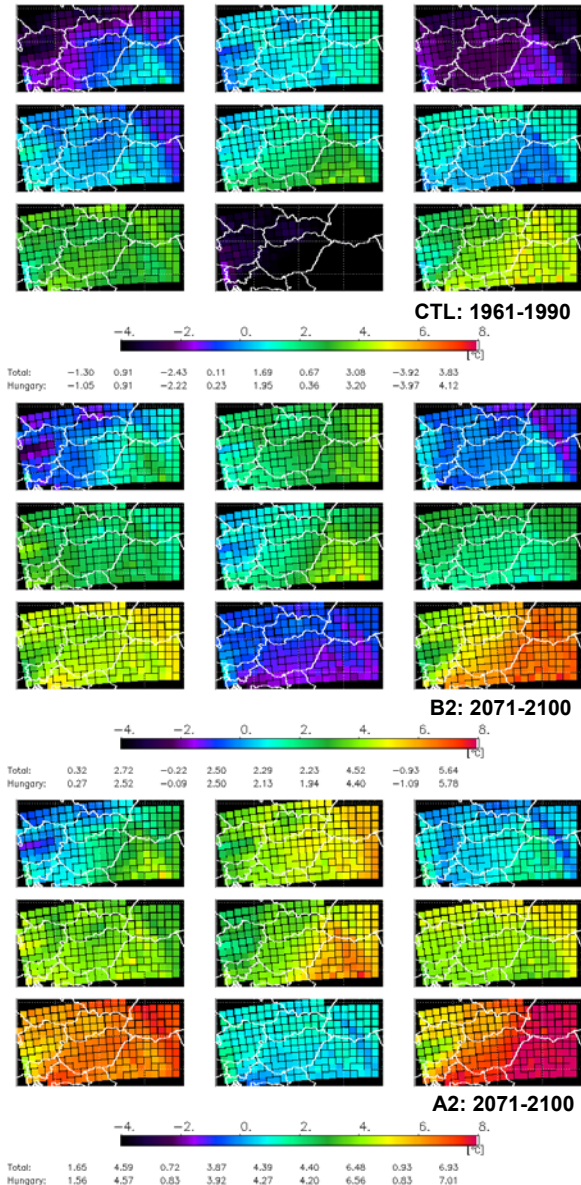 CTL: 1961-1990
−4. −2. 0. 2. 4. 6. 8.
[°C]
Total: −1.30 0.91 −2.43 0.11 1.69 0.67 3.08 −3.92 3.83
Hungary: −1.05 0.91 −2.22 0.23 1.95 0.36 3.20 −3.97 4.12
B2: 2071-2100
−4. −2. 0. 2. 4. 6. 8.
[°C]
Total: 0.32 2.72 −0.22 2.50 2.29 2.23 4.52 −0.93 5.64
Hungary: 0.27 2.52 −0.09 2.50 2.13 1.94 4.40 −1.09 5.78
A2: 2071-2100
−4. −2. 0. 2. 4. 6. 8.
[°C]
Total: 1.65 4.59 0.72 3.87 4.39 4.40 6.48 0.93 6.93
Hungary: 1.56 4.57 0.83 3.92 4.27 4.20 6.56 0.83 7.01